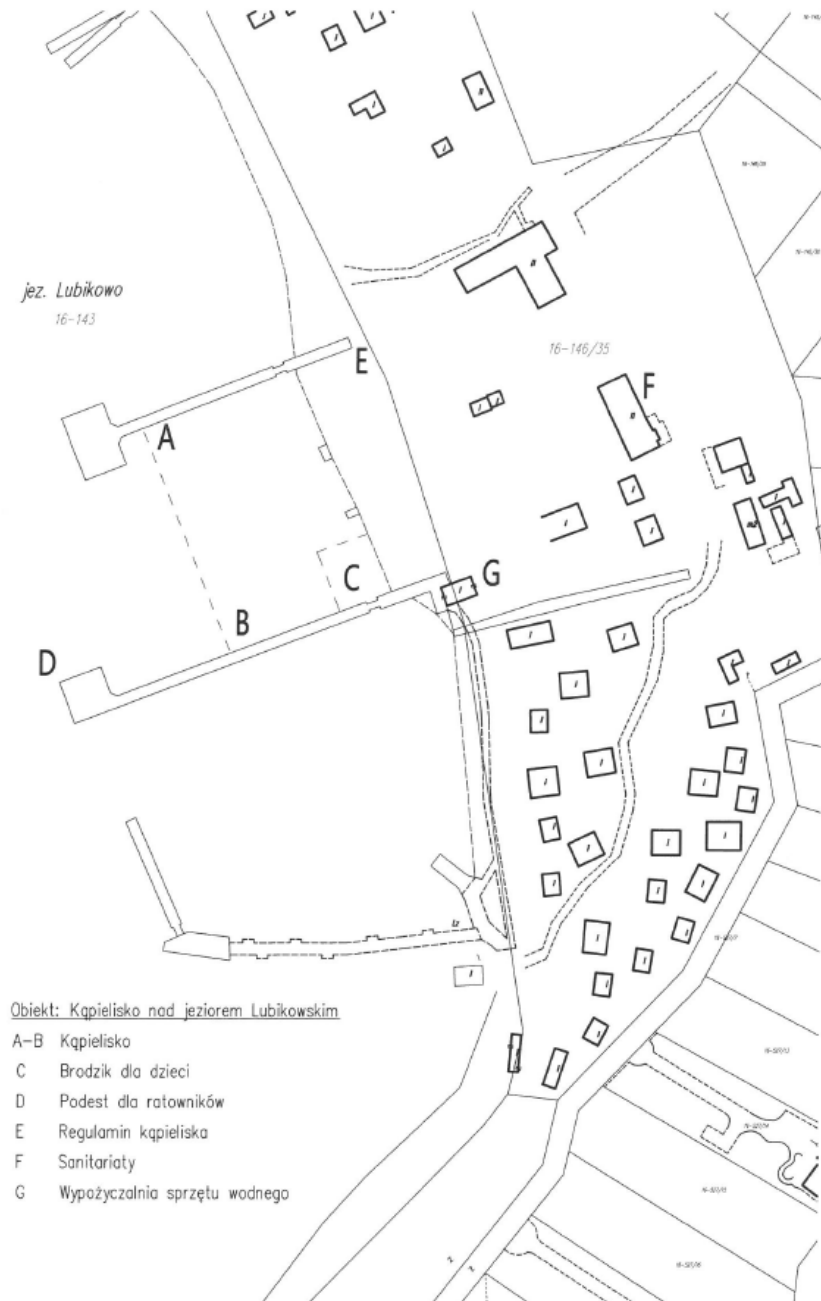 jez. Lubikowo
16-143
E
A
16-146/35
F
C
G
B
D
Obiekt: Kąpielisko nad jeziorem Lubikowskim
A-B Kąpielisko
C Brodzik dla dzieci
D Podest dla ratowników
E Regulamin kąpieliska
F Sanitariaty
G Wypożyczalnia sprzętu wodnego